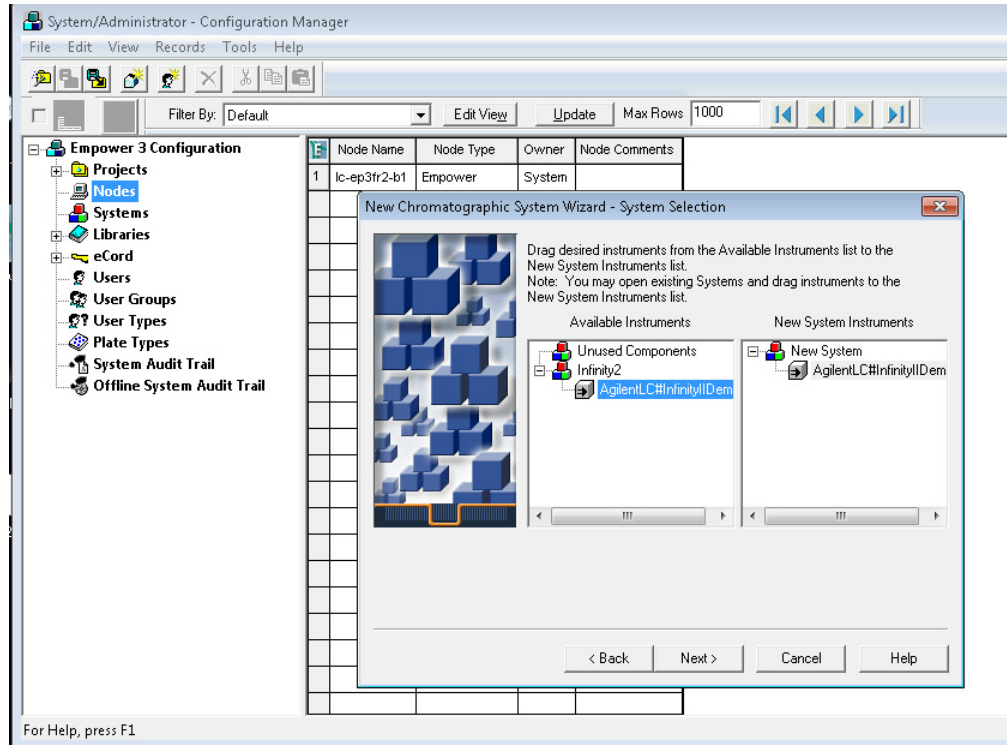 System/Administrator - Configuration Manager
File Edit View Records Tools Help
Filter By: Default Edit View Update Max Rows 1000
Empower 3 Configuration
Projects
Nodes
Systems
Libraries
eCord
Users
User Groups
User Types
Plate Types
System Audit Trail
Offline System Audit Trail
Node Name Node Type Owner Node Comments
1 lc-ep3fr2-b1 Empower System
New Chromatographic System Wizard - System Selection
Drag desired instruments from the Available Instruments list to the
New System Instruments list.
Note: You may open existing Systems and drag instruments to the
New System Instruments list.
Available Instruments
Unused Components
Infinity2
AgilentLC#InfinityIIDem
New System Instruments
New System
AgilentLC#InfinityIIDem
< Back Next > Cancel Help
For Help, press F1